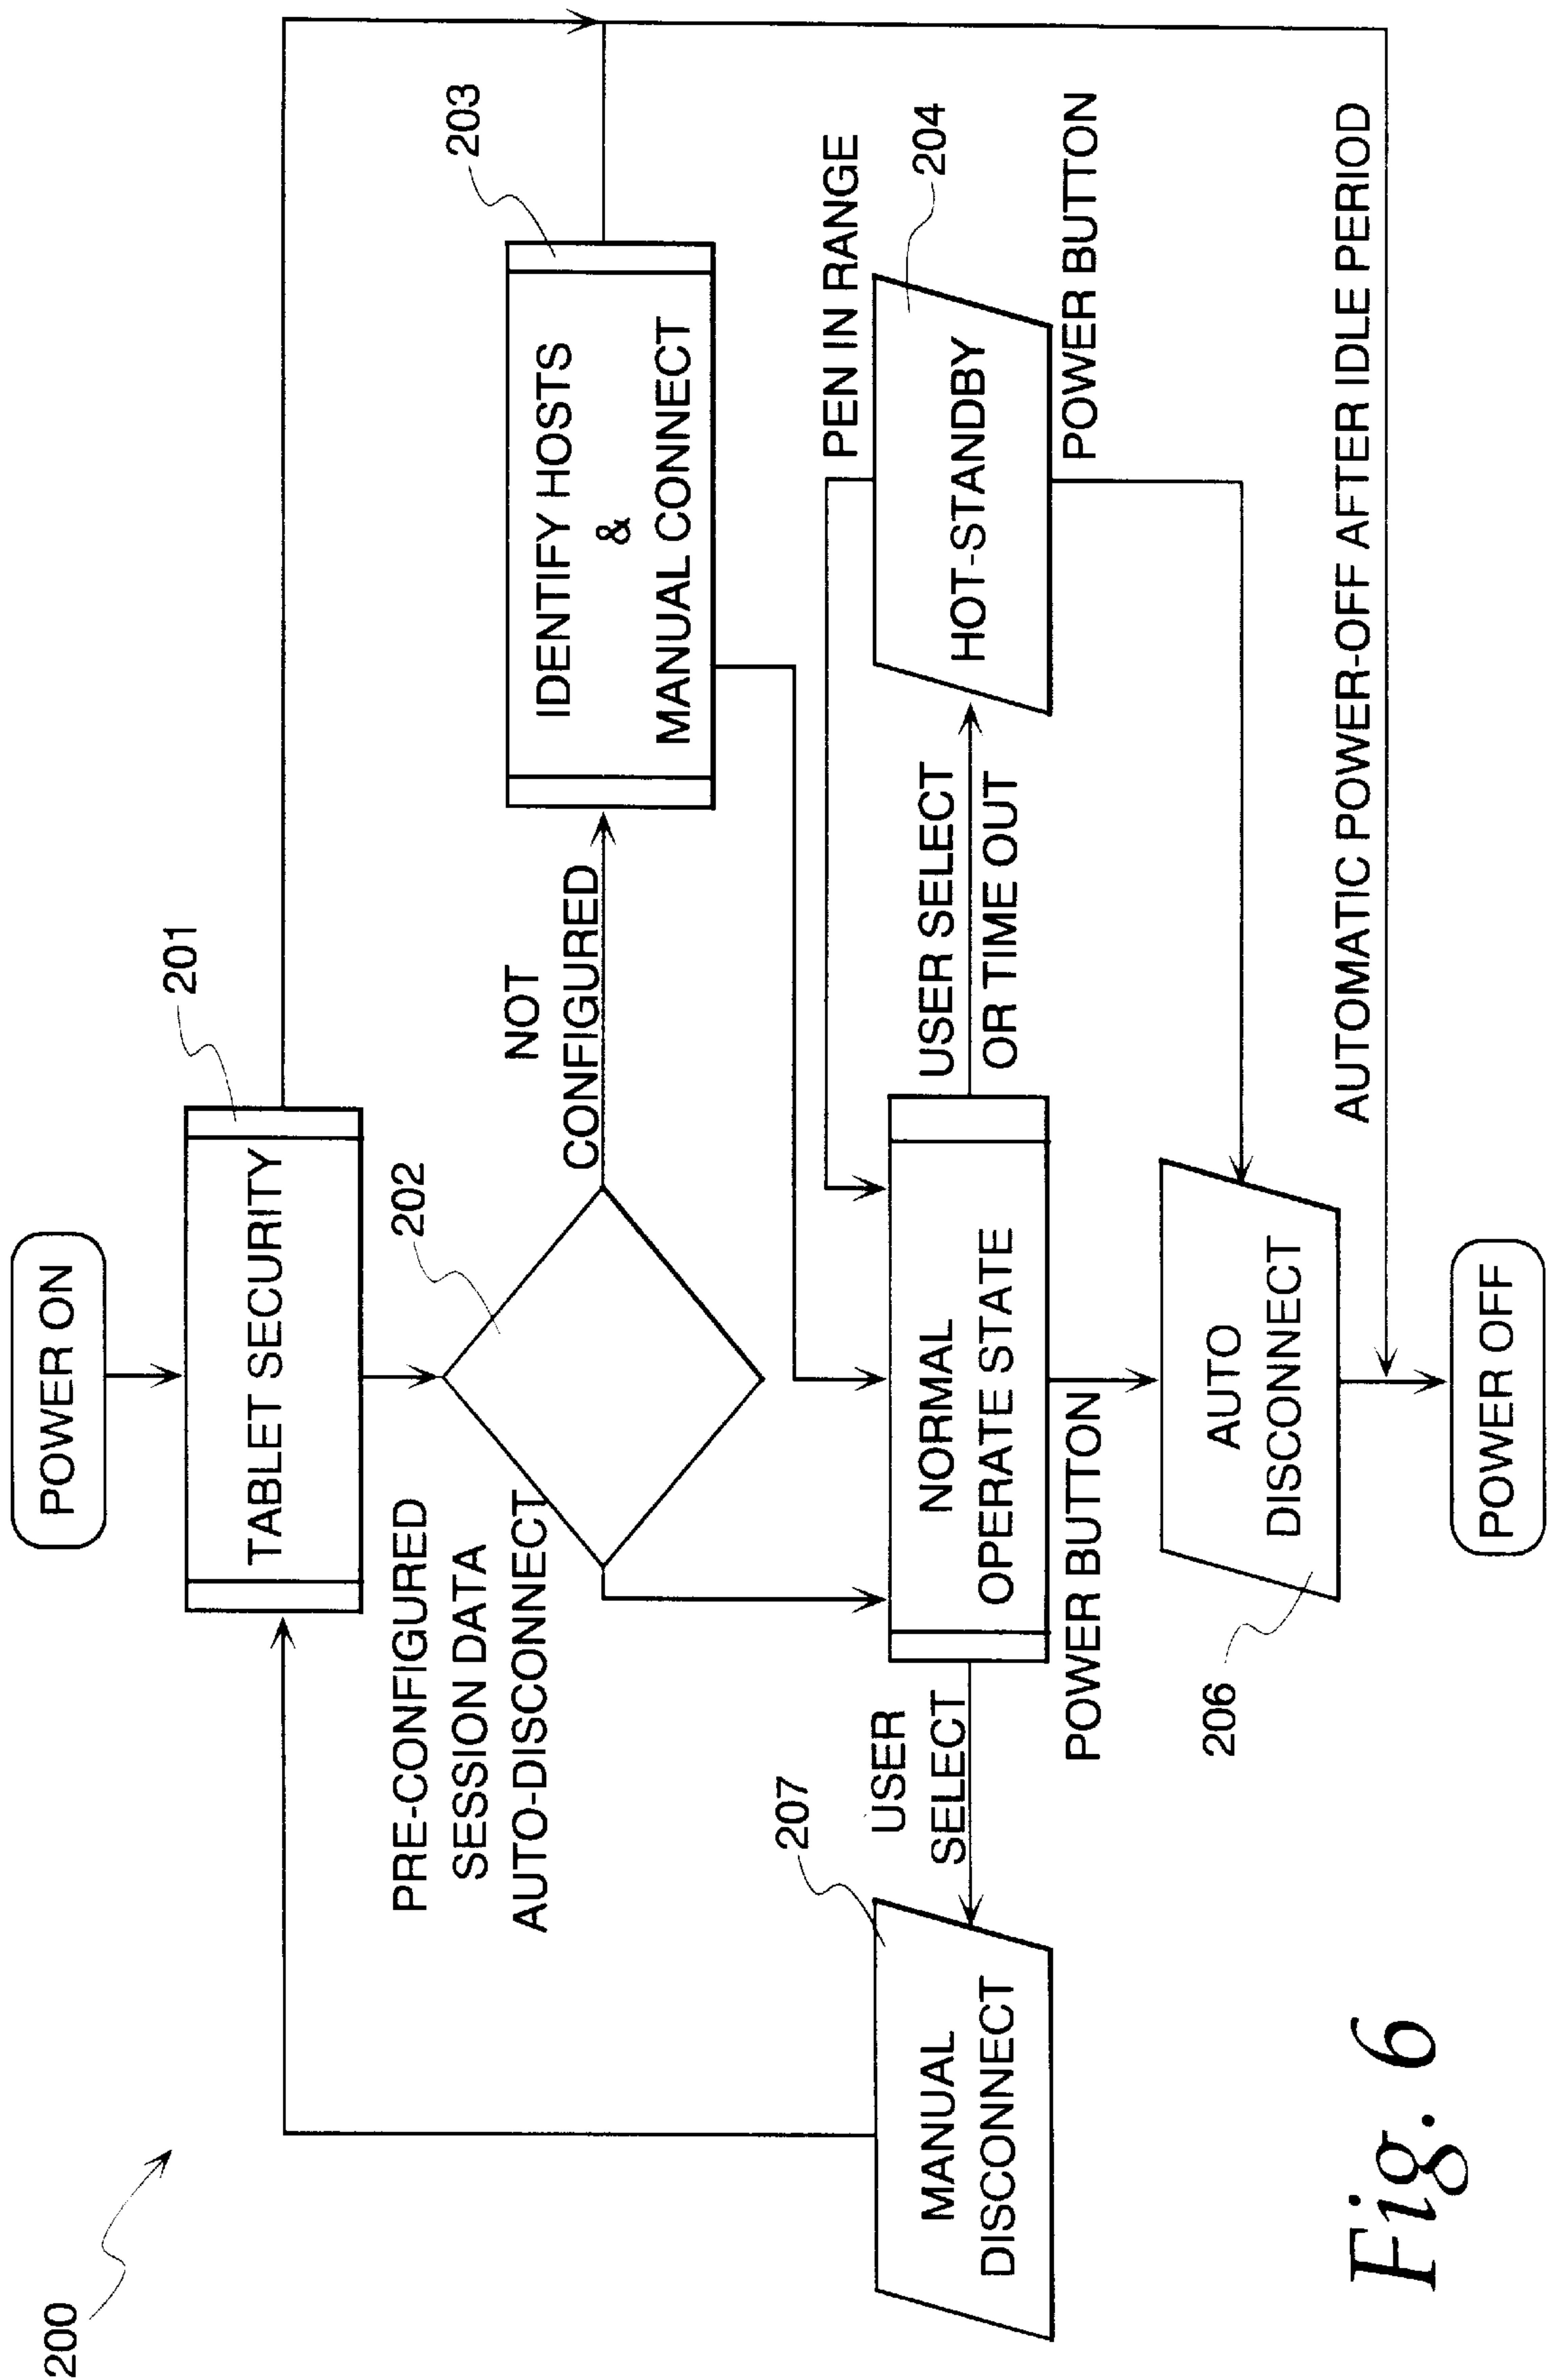 200
POWER ON
201
TABLET SECURITY
202
PRE-CONFIGURED
SESSION DATA
AUTO-DISCONNECT
NOT
CONFIGURED
203
IDENTIFY HOSTS
&
MANUAL CONNECT
PEN IN RANGE
204
HOT-STANDBY
POWER BUTTON
USER SELECT
OR TIME OUT
NORMAL
OPERATE STATE
USER
SELECT
207
MANUAL
DISCONNECT
POWER BUTTON
206
AUTO
DISCONNECT
AUTOMATIC POWER-OFF AFTER IDLE PERIOD
POWER OFF
Fig. 6